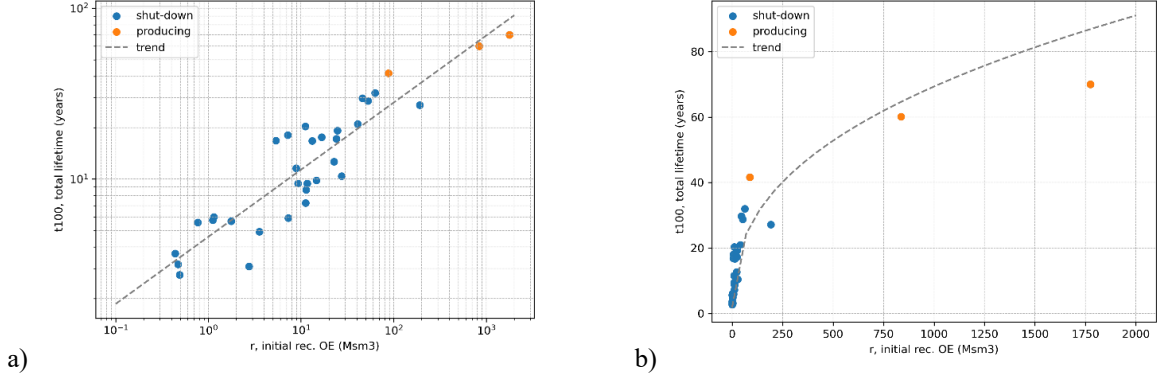 10²
10¹
t100, total lifetime (years)
shut-down
producing
trend
10⁻¹
10⁰
10¹
10²
10³
r, initial rec. OE (Msm3)
a)
80
60
40
20
0
t100, total lifetime (years)
shut-down
producing
trend
0
250
500
750
1000
1250
1500
1750
2000
r, initial rec. OE (Msm3)
b)